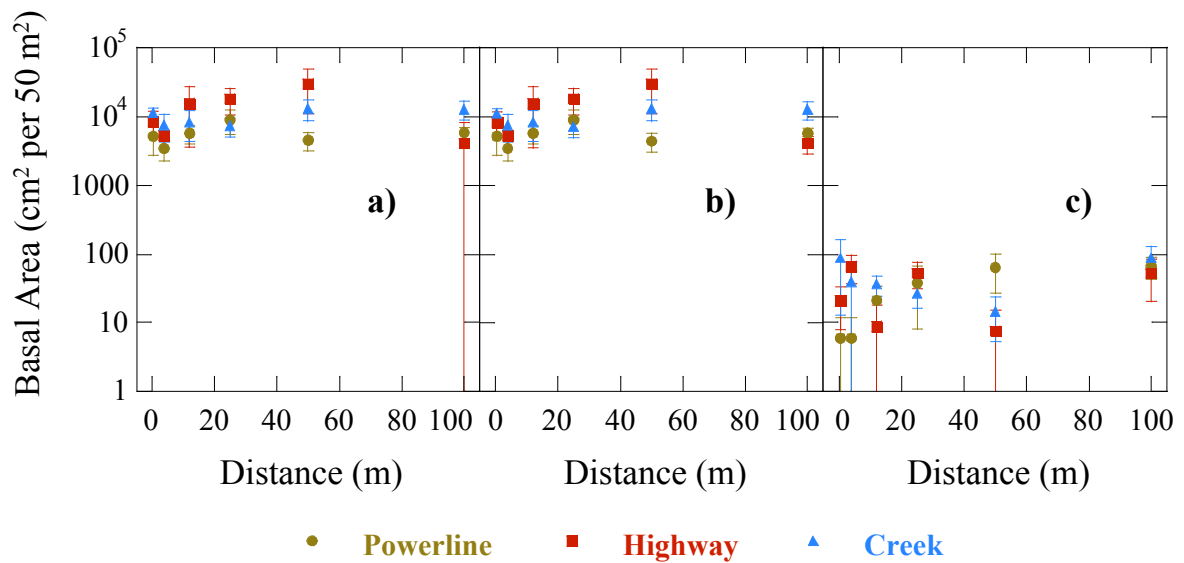 Basal Area (cm² per 50 m²)
10⁵
10⁴
1000
100
10
1
a)
b)
c)
0 20 40 60 80 100
0 20 40 60 80 100
0 20 40 60 80 100
Distance (m)
Distance (m)
Distance (m)
Powerline Highway Creek